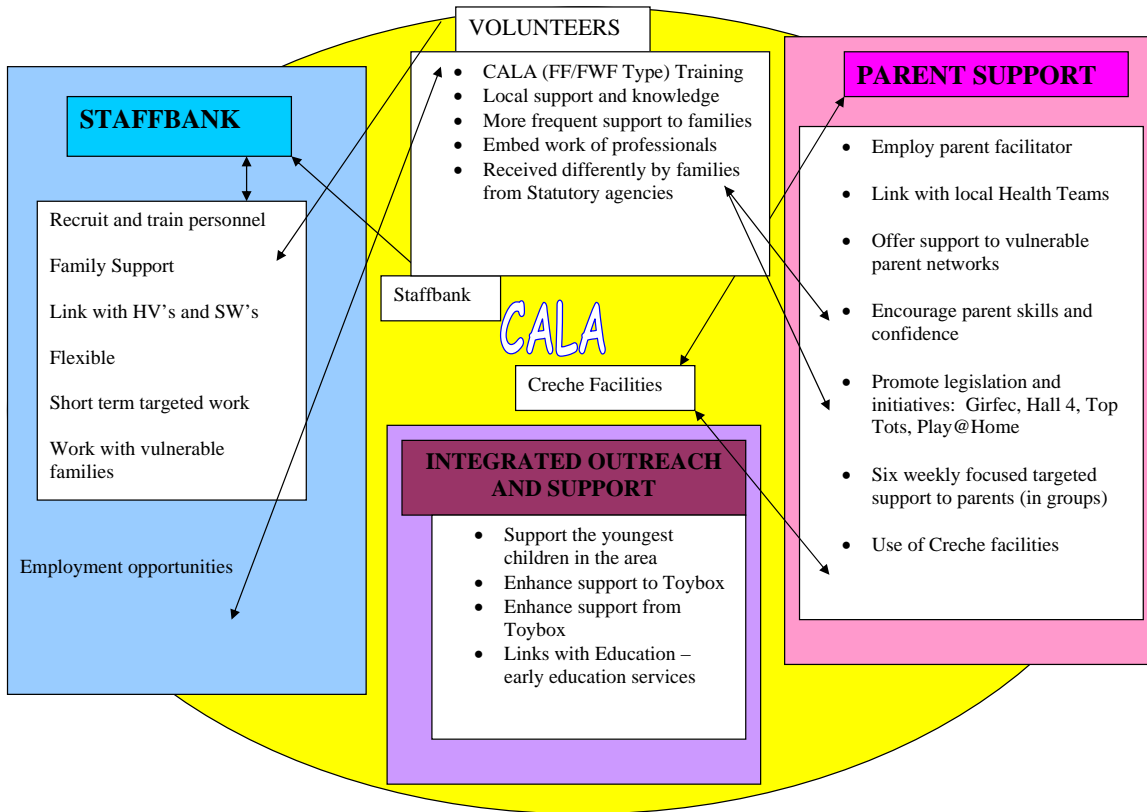 VOLUNTEERS
• CALA (FF/FWF Type) Training
• Local support and knowledge
• More frequent support to families
• Embed work of professionals
• Received differently by families
from Statutory agencies
STAFFBANK
Recruit and train personnel
Family Support
Link with HV's and SW's
Flexible
Short term targeted work
Work with vulnerable
families
Employment opportunities
Staffbank
CALA
Creche Facilities
INTEGRATED OUTREACH
AND SUPPORT
• Support the youngest
children in the area
• Enhance support to Toybox
• Enhance support from
Toybox
• Links with Education –
early education services
PARENT SUPPORT
• Employ parent facilitator
• Link with local Health Teams
• Offer support to vulnerable
parent networks
• Encourage parent skills and
confidence
• Promote legislation and
initiatives: Girfec, Hall 4, Top
Tots, Play@Home
• Six weekly focused targeted
support to parents (in groups)
• Use of Creche facilities